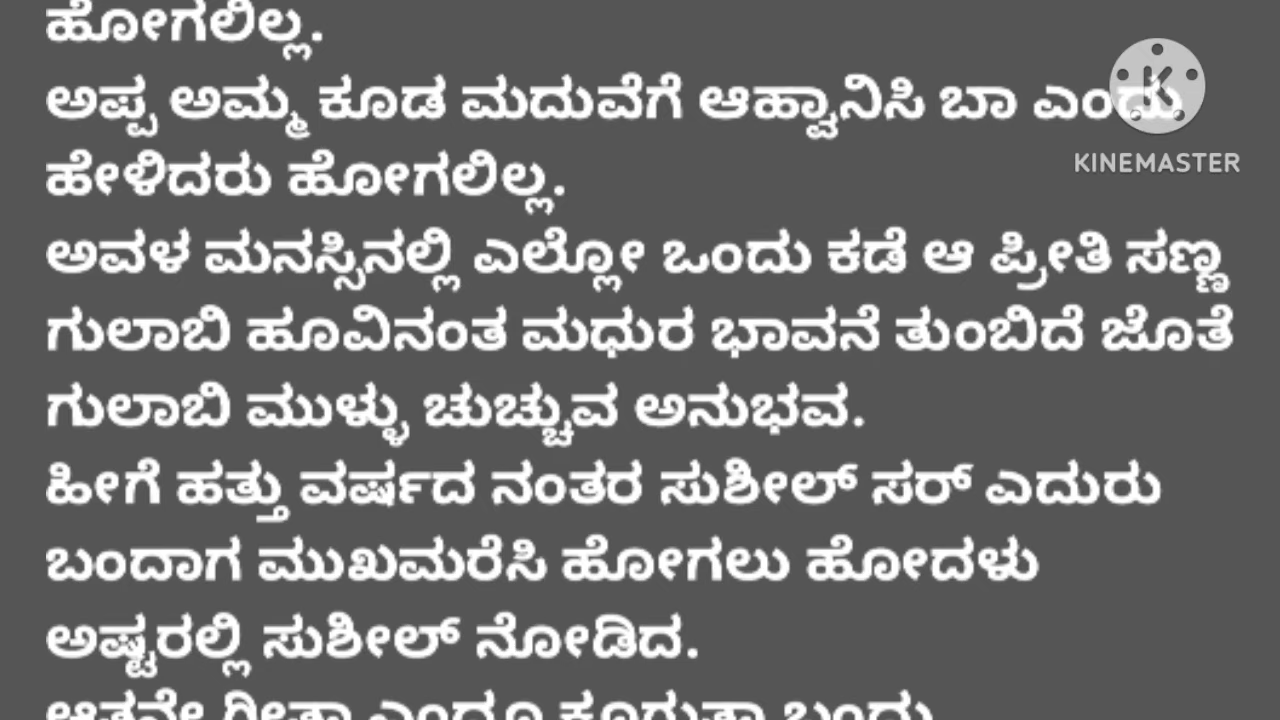 ಹೋಗಲಿಲ್ಲ.
ಅಪ್ಪ ಅಮ್ಮ ಕೂಡ ಮದುವೆಗೆ ಆಹ್ವಾನಿಸಿ ಬಾ ಎಂದು
KINEMASTER
ಹೇಳಿದರು ಹೋಗಲಿಲ್ಲ.
ಅವಳ ಮನಸ್ಸಿನಲ್ಲಿ ಎಲ್ಲೋ ಒಂದು ಕಡೆ ಆ ಪ್ರೀತಿ ಸಣ್ಣ
ಗುಲಾಬಿ ಹೂವಿನಂತ ಮಧುರ ಭಾವನೆ ತುಂಬಿದೆ ಜೊತೆ
ಗುಲಾಬಿ ಮುಳ್ಳು ಚುಚ್ಚುವ ಅನುಭವ.
ಹೀಗೆ ಹತ್ತು ವರ್ಷದ ನಂತರ ಸುಶೀಲ್ ಸರ್ ಎದುರು
ಬಂದಾಗ ಮುಖಮರೆಸಿ ಹೋಗಲು ಹೋದಳು
ಅಷ್ಟರಲ್ಲಿ ಸುಶೀಲ್ ನೋಡಿದ.
ಆತನೇ ಗೀತಾ ಎಂದೂ ಕೂಗುತಾ ಬಂದು